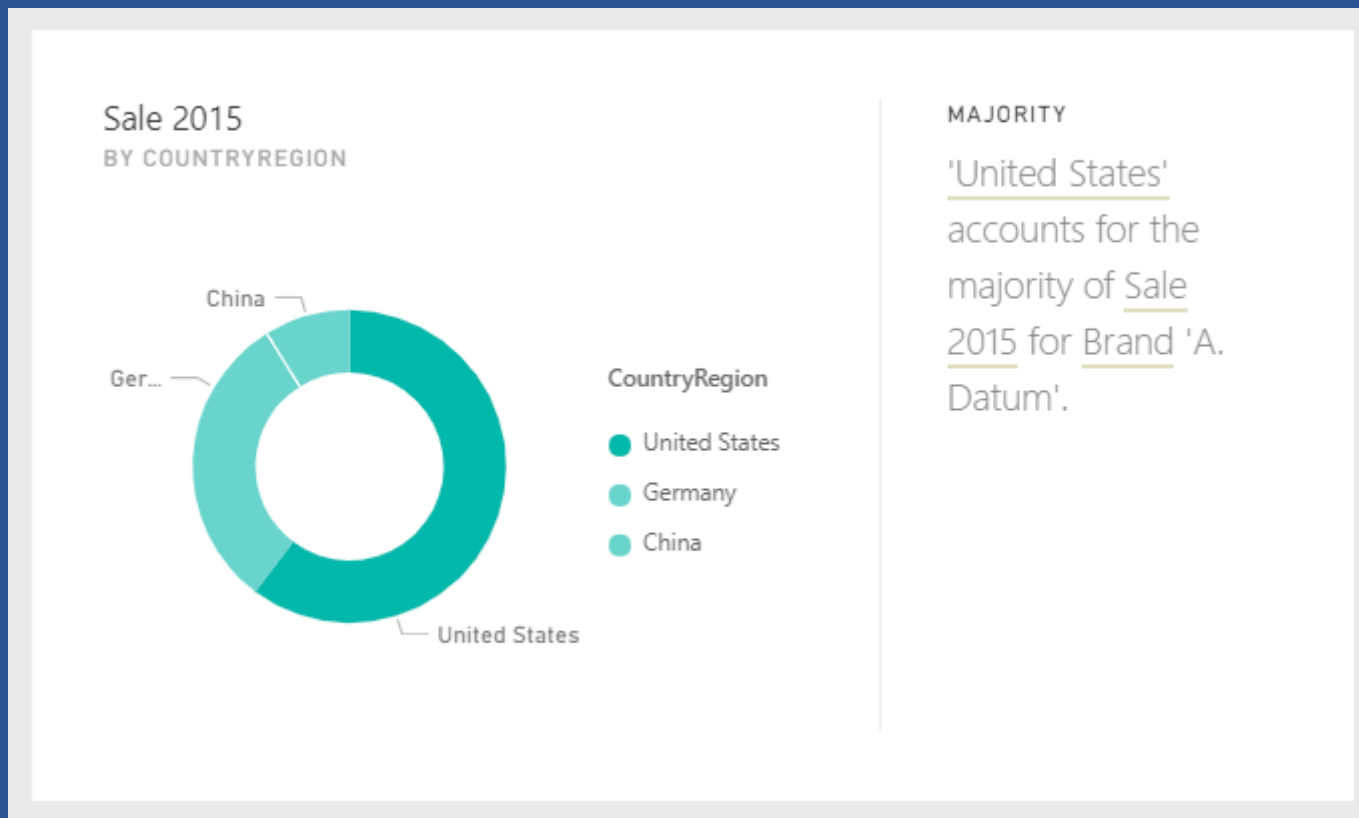 Sale 2015
BY COUNTRYREGION
China
Ger...
United States
CountryRegion
United States
Germany
China
MAJORITY
'United States'
accounts for the
majority of Sale
2015 for Brand 'A.
Datum'.